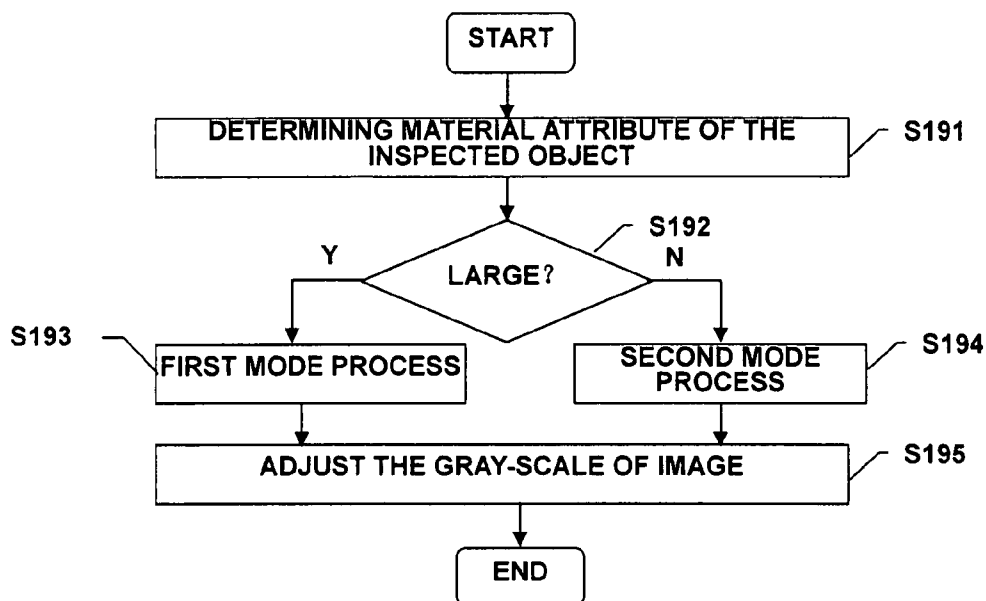 START
DETERMINING MATERIAL ATTRIBUTE OF THE
INSPECTED OBJECT
S191
S192
Y
LARGE?
N
S193
FIRST MODE PROCESS
SECOND MODE
PROCESS
S194
ADJUST THE GRAY-SCALE OF IMAGE
S195
END